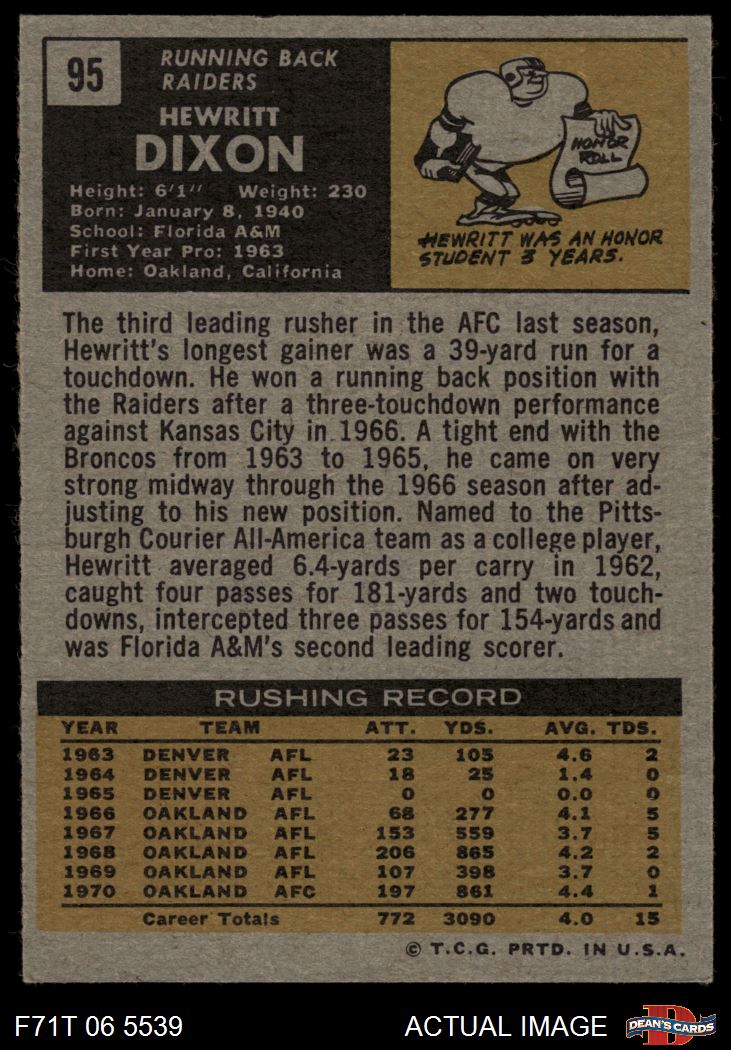 95
RUNNING BACK
RAIDERS
HEWRITT
DIXON
Height: 6'1" Weight: 230
Born: January 8, 1940
School: Florida A&M
First Year Pro: 1963
Home: Oakland, California
HONOR
ROLL
HEWRITT WAS AN HONOR
STUDENT 3 YEARS.
The third leading rusher in the AFC last season,
Hewritt's longest gainer was a 39-yard run for a
touchdown. He won a running back position with
the Raiders after a three-touchdown performance
against Kansas City in 1966. A tight end with the
Broncos from 1963 to 1965, he came on very
strong midway through the 1966 season after ad-
justing to his new position. Named to the Pitts-
burgh Courier All-America team as a college player,
Hewritt averaged 6.4-yards per carry in 1962,
caught four passes for 181-yards and two touch-
downs, intercepted three passes for 154-yards and
was Florida A&M's second leading scorer.
RUSHING RECORD
YEAR TEAM ATT. YDS. AVG. TDS.
1963 DENVER AFL 23 105 4.6 2
1964 DENVER AFL 18 25 1.4 0
1965 DENVER AFL 0 0 0.0 0
1966 OAKLAND AFL 68 277 4.1 5
1967 OAKLAND AFL 153 559 3.7 5
1968 OAKLAND AFL 206 865 4.2 2
1969 OAKLAND AFL 107 398 3.7 0
1970 OAKLAND AFC 197 861 4.4 1
Career Totals 772 3090 4.0 15
© T.C.G. PRTD. IN U.S.A.
F71T 06 5539 ACTUAL IMAGE
D
DEAN'S CARDS